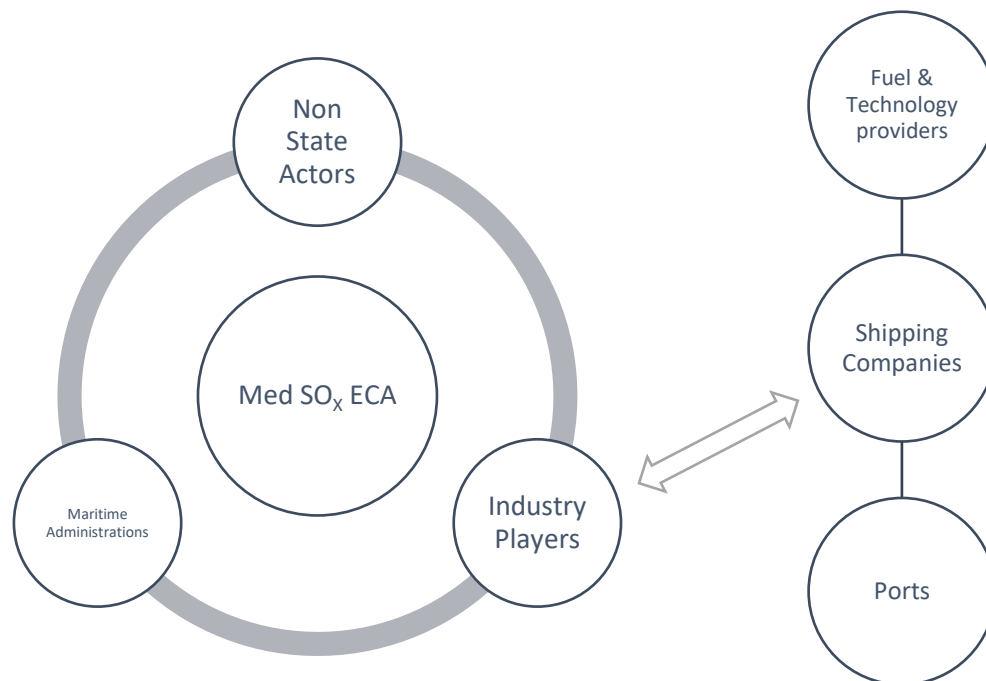 Non
State
Actors
Med SOX ECA
Maritime
Administrations
Industry
Players
Fuel &
Technology
providers
Shipping
Companies
Ports